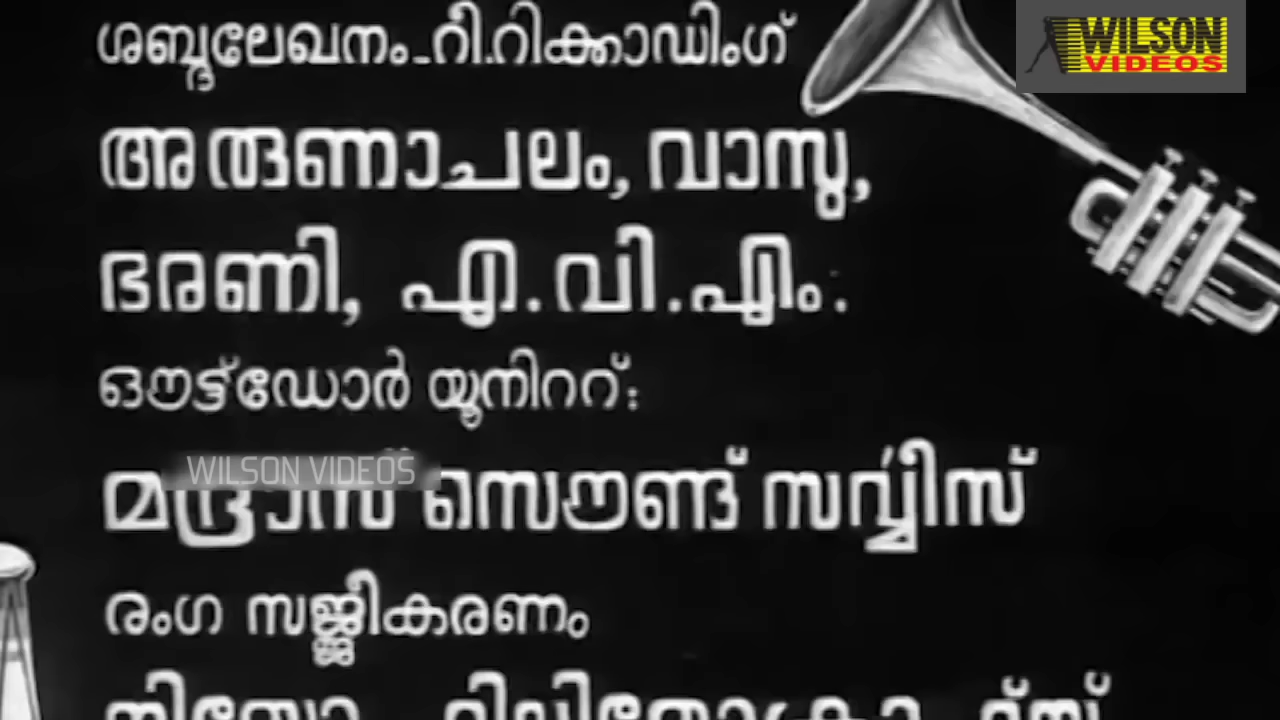 ശബ്ദലേഖനം-റീ.റിക്കാഡിംഗ്
WILSON
VIDEOS
അരുണാചലം, വാസു,
ഭരണി, എ.വി.എം.
ഔട്ട്ഡോർ യൂനിററ്:
WILSON VIDEOS
മദ്രാസ് സൌണ്ട് സർവ്വീസ്
രംഗ സജ്ജീകരണം